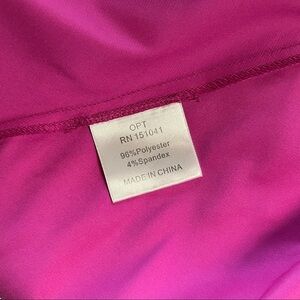 OPT
RN 151041
96%Polyester
4%Spandex
MADE IN CHINA